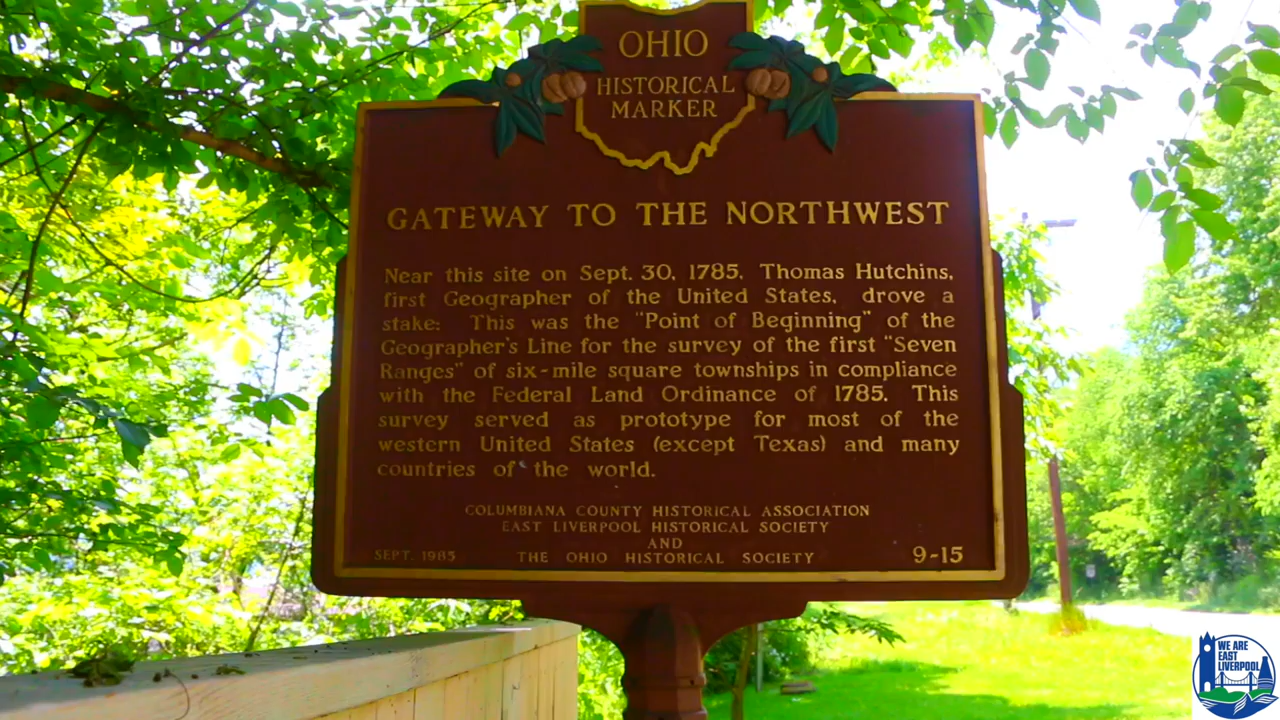 OHIO
HISTORICAL
MARKER
GATEWAY TO THE NORTHWEST
Near this site on Sept. 30, 1785, Thomas Hutchins,
first Geographer of the United States, drove a
stake: This was the "Point of Beginning" of the
Geographer's Line for the survey of the first "Seven
Ranges" of six-mile square townships in compliance
with the Federal Land Ordinance of 1785. This
survey served as prototype for most of the
western United States (except Texas) and many
countries of the world.
COLUMBIANA COUNTY HISTORICAL ASSOCIATION
EAST LIVERPOOL HISTORICAL SOCIETY
AND
SEPT. 1985 THE OHIO HISTORICAL SOCIETY 9-15
WE ARE
EAST
LIVERPOOL